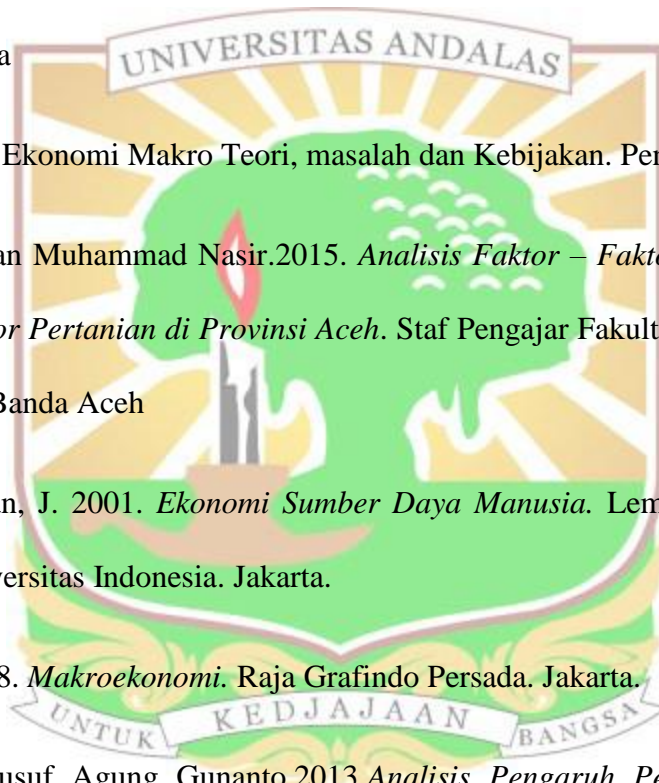 a
UNIVERSITAS ANDALAS
Ekonomi Makro Teori, masalah dan Kebijakan. Per
an Muhammad Nasir.2015. Analisis Faktor – Fakto
or Pertanian di Provinsi Aceh. Staf Pengajar Fakult
Banda Aceh
n, J. 2001. Ekonomi Sumber Daya Manusia. Lem
versitas Indonesia. Jakarta.
8. Makroekonomi. Raja Grafindo Persada. Jakarta.
UNTUK KEDJAJAAN BANGSA
usuf Agung Gunanto.2013.Analisis Pengaruh Pe